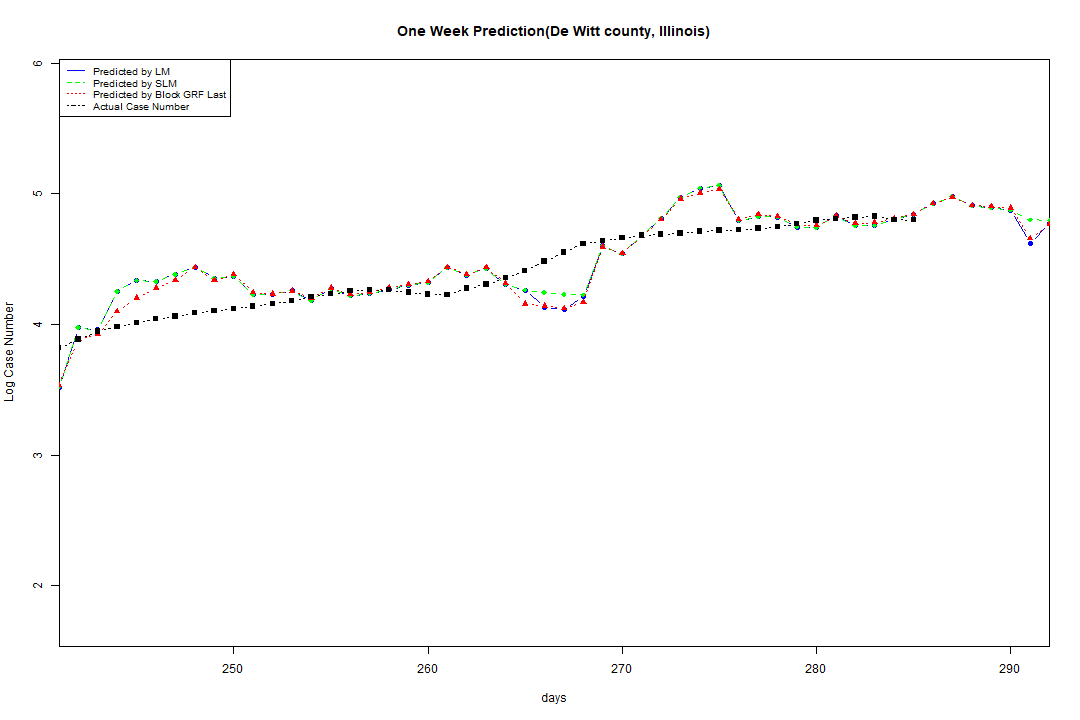 One Week Prediction(De Witt county, Illinois)
Predicted by LM
Predicted by SLM
Predicted by Block GRF Last
Actual Case Number
6
5
4
3
2
Log Case Number
250
260
270
280
290
days